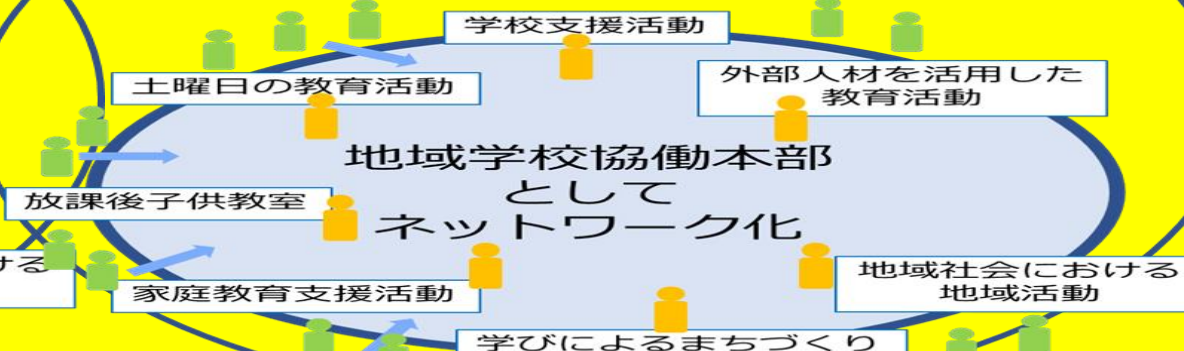 学校支援活動
土曜日の教育活動
外部人材を活用した
教育活動
地域学校協働本部
として
ネットワーク化
放課後子供教室
ける
家庭教育支援活動
地域社会における
地域活動
学びによるまちづくり